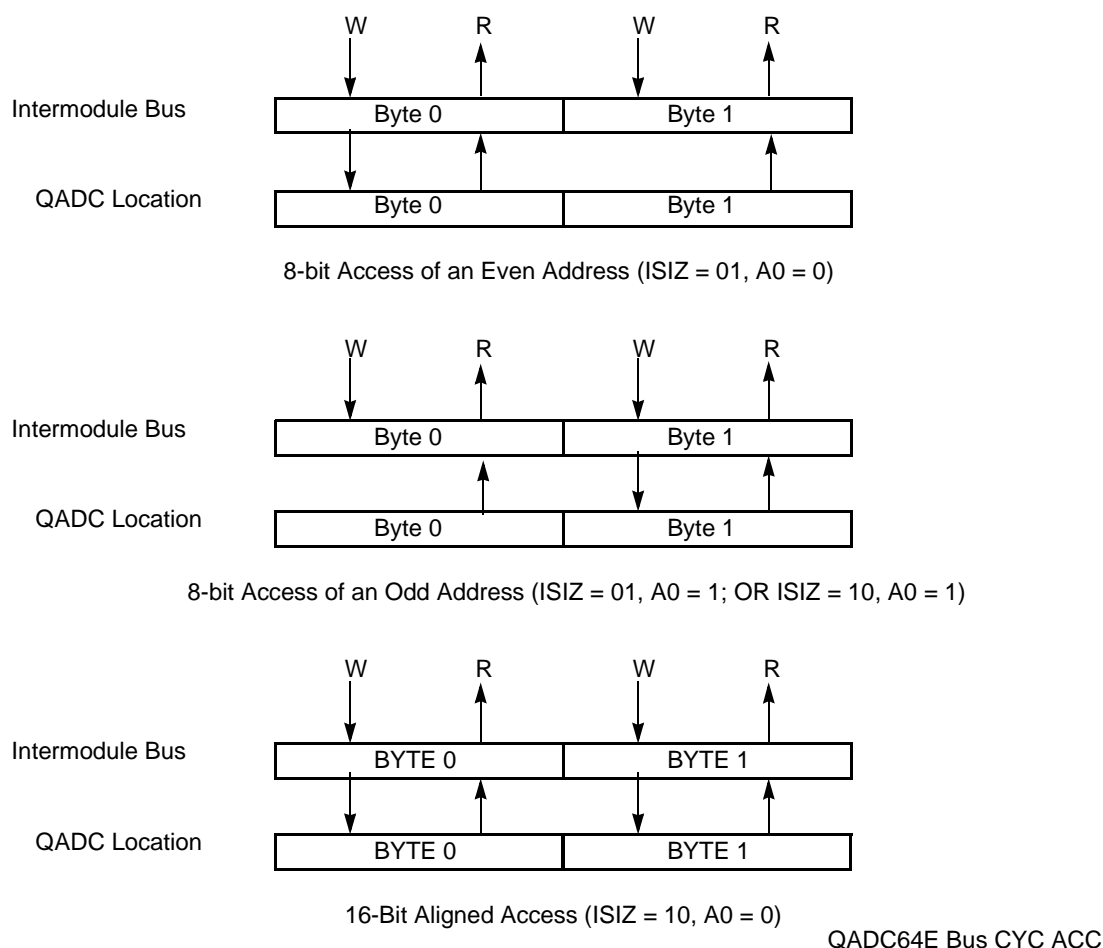 W R W R
Intermodule Bus Byte 0 Byte 1
QADC Location Byte 0 Byte 1
8-bit Access of an Even Address (ISIZ = 01, A0 = 0)
W R W R
Intermodule Bus Byte 0 Byte 1
QADC Location Byte 0 Byte 1
8-bit Access of an Odd Address (ISIZ = 01, A0 = 1; OR ISIZ = 10, A0 = 1)
W R W R
Intermodule Bus BYTE 0 BYTE 1
QADC Location BYTE 0 BYTE 1
16-Bit Aligned Access (ISIZ = 10, A0 = 0)
QADC64E Bus CYC ACC